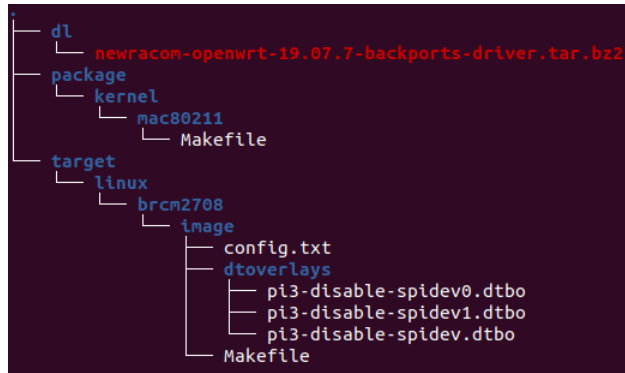 .
├── dl
│   └── newracom-openwrt-19.07.7-backports-driver.tar.bz2
├── package
│   └── kernel
│       └── mac80211
│           └── Makefile
└── target
    └── linux
        └── brcm2708
            └── image
                ├── config.txt
                ├── dtoverlays
                │   ├── pi3-disable-spidev0.dtbo
                │   ├── pi3-disable-spidev1.dtbo
                │   └── pi3-disable-spidev.dtbo
                └── Makefile